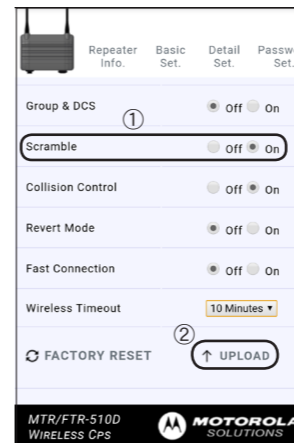 Repeater Info. Basic Set. Detail Set. Passwo Set.
Group & DCS Off On
①
Scramble Off On
Collision Control Off On
Revert Mode Off On
Fast Connection Off On
Wireless Timeout 10 Minutes ▾
②
FACTORY RESET ↑ UPLOAD
MTR/FTR-510D
WIRELESS CPS
MOTOROLA
SOLUTIONS